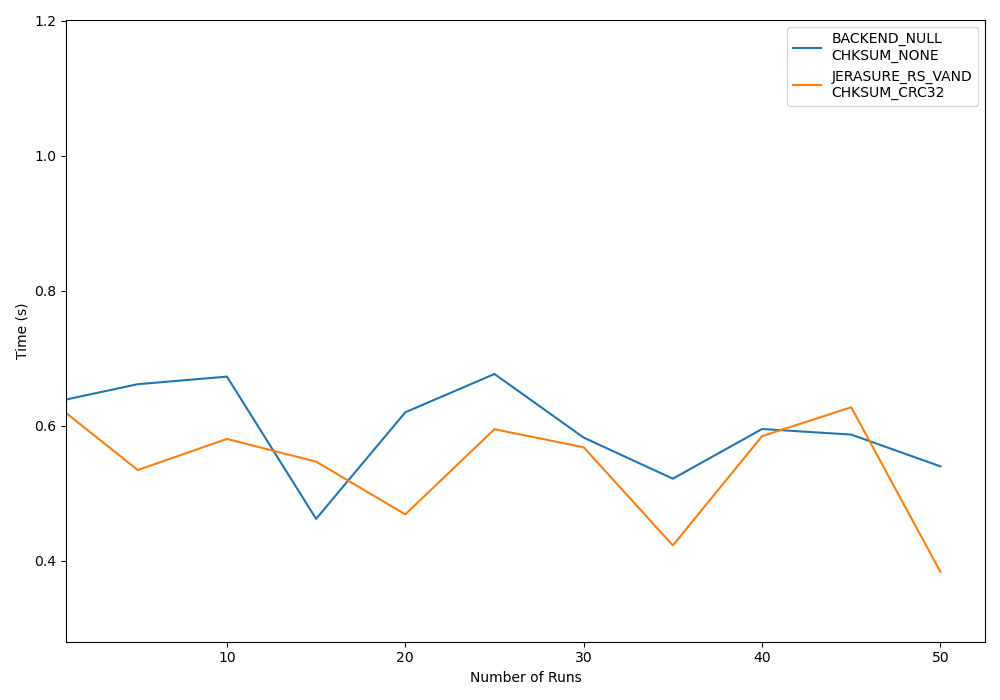 BACKEND_NULL
CHKSUM_NONE
JERASURE_RS_VAND
CHKSUM_CRC32
1.2
1.0
0.8
0.6
0.4
Time (s)
10 20 30 40 50
Number of Runs